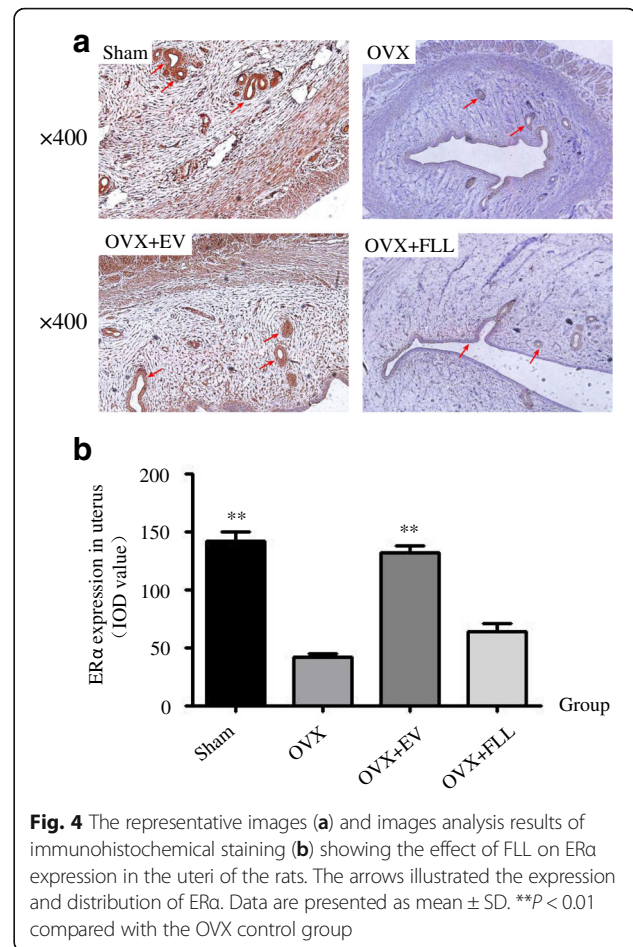 a
Sham
OVX
×400
OVX+EV
OVX+FLL
×400
b
ERα expression in uterus
（IOD value）
200
150
100
50
0
**
**
Group
Sham
OVX
OVX+EV
OVX+FLL
Fig. 4 The representative images (a) and images analysis results of
immunohistochemical staining (b) showing the effect of FLL on ERα
expression in the uteri of the rats. The arrows illustrated the expression
and distribution of ERα. Data are presented as mean ± SD. **P < 0.01
compared with the OVX control group